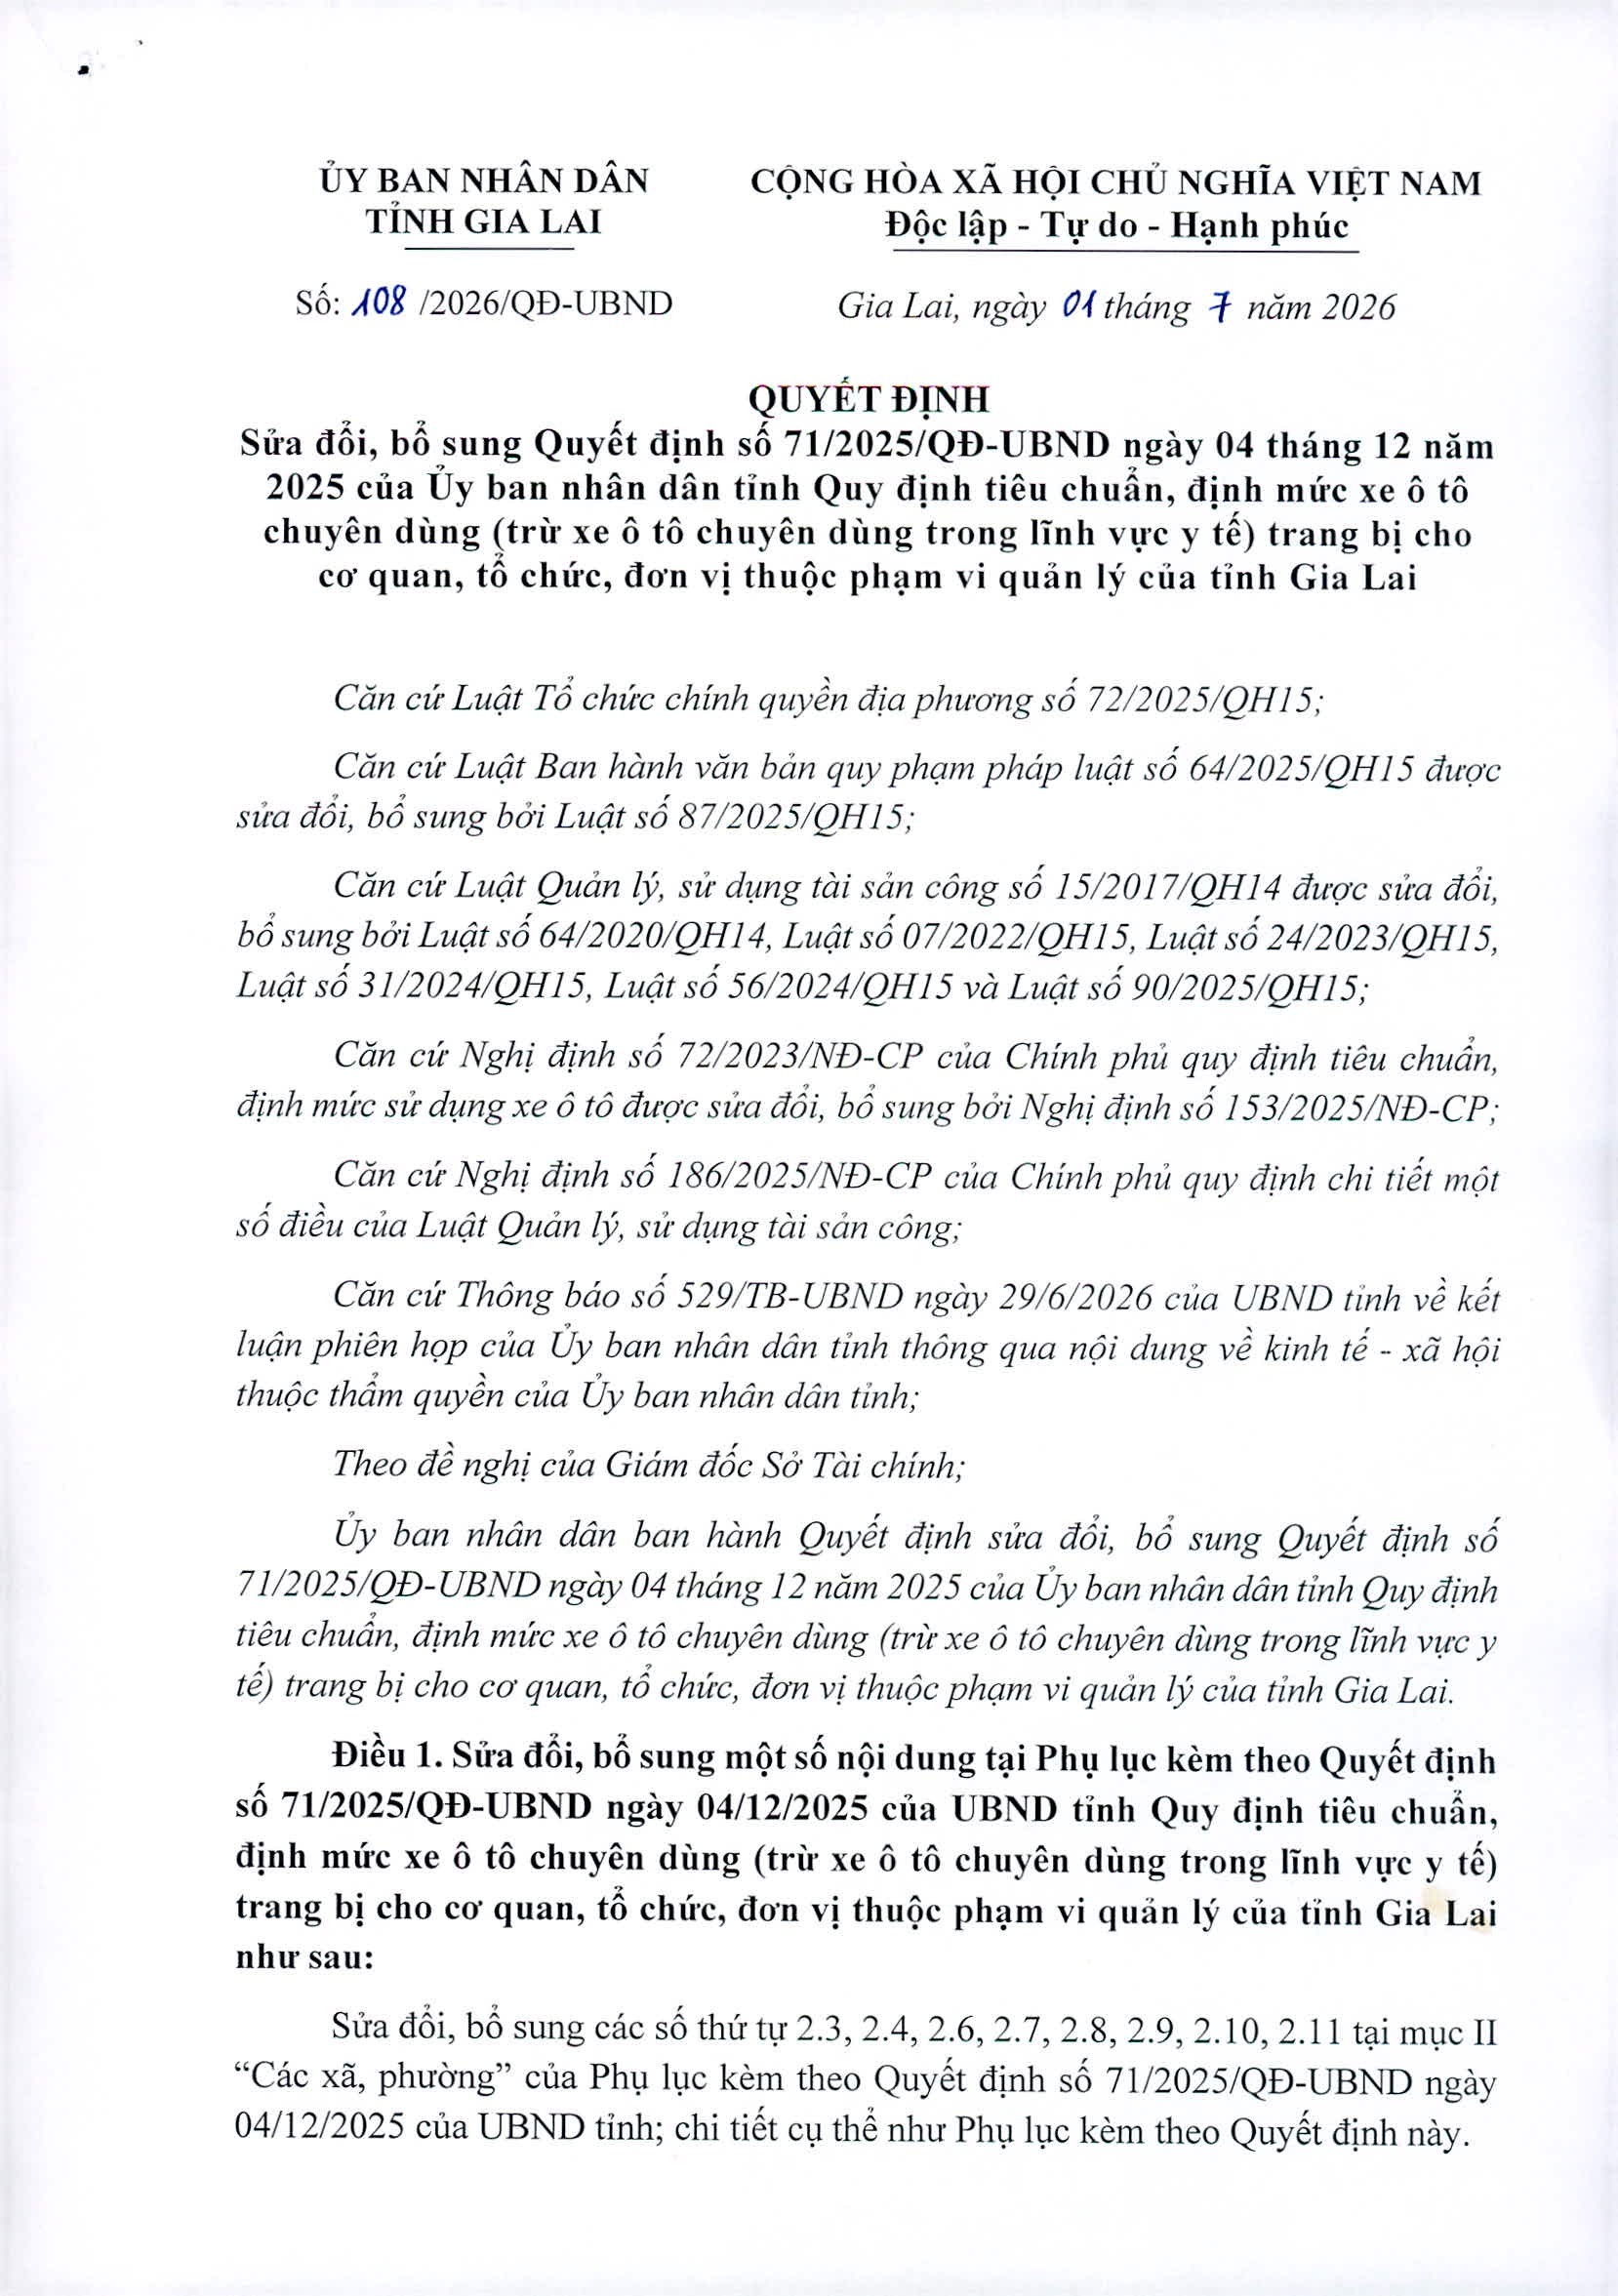 ỦY BAN NHÂN DÂN
TỈNH GIA LAI
CỘNG HÒA XÃ HỘI CHỦ NGHĨA VIỆT NAM
Độc lập - Tự do - Hạnh phúc
Số: 108 /2026/QĐ-UBND
Gia Lai, ngày 01 tháng 7 năm 2026
QUYẾT ĐỊNH
Sửa đổi, bổ sung Quyết định số 71/2025/QĐ-UBND ngày 04 tháng 12 năm
2025 của Ủy ban nhân dân tỉnh Quy định tiêu chuẩn, định mức xe ô tô
chuyên dùng (trừ xe ô tô chuyên dùng trong lĩnh vực y tế) trang bị cho
cơ quan, tổ chức, đơn vị thuộc phạm vi quản lý của tỉnh Gia Lai
Căn cứ Luật Tổ chức chính quyền địa phương số 72/2025/QH15;
Căn cứ Luật Ban hành văn bản quy phạm pháp luật số 64/2025/QH15 được
sửa đổi, bổ sung bởi Luật số 87/2025/QH15;
Căn cứ Luật Quản lý, sử dụng tài sản công số 15/2017/QH14 được sửa đổi,
bổ sung bởi Luật số 64/2020/QH14, Luật số 07/2022/QH15, Luật số 24/2023/QH15,
Luật số 31/2024/QH15, Luật số 56/2024/QH15 và Luật số 90/2025/QH15;
Căn cứ Nghị định số 72/2023/NĐ-CP của Chính phủ quy định tiêu chuẩn,
định mức sử dụng xe ô tô được sửa đổi, bổ sung bởi Nghị định số 153/2025/NĐ-CP;
Căn cứ Nghị định số 186/2025/NĐ-CP của Chính phủ quy định chi tiết một
số điều của Luật Quản lý, sử dụng tài sản công;
Căn cứ Thông báo số 529/TB-UBND ngày 29/6/2026 của UBND tỉnh về kết
luận phiên họp của Ủy ban nhân dân tỉnh thông qua nội dung về kinh tế - xã hội
thuộc thẩm quyền của Ủy ban nhân dân tỉnh;
Theo đề nghị của Giám đốc Sở Tài chính;
Ủy ban nhân dân ban hành Quyết định sửa đổi, bổ sung Quyết định số
71/2025/QĐ-UBND ngày 04 tháng 12 năm 2025 của Ủy ban nhân dân tỉnh Quy định
tiêu chuẩn, định mức xe ô tô chuyên dùng (trừ xe ô tô chuyên dùng trong lĩnh vực y
tế) trang bị cho cơ quan, tổ chức, đơn vị thuộc phạm vi quản lý của tỉnh Gia Lai.
Điều 1. Sửa đổi, bổ sung một số nội dung tại Phụ lục kèm theo Quyết định
số 71/2025/QĐ-UBND ngày 04/12/2025 của UBND tỉnh Quy định tiêu chuẩn,
định mức xe ô tô chuyên dùng (trừ xe ô tô chuyên dùng trong lĩnh vực y tế)
trang bị cho cơ quan, tổ chức, đơn vị thuộc phạm vi quản lý của tỉnh Gia Lai
như sau:
Sửa đổi, bổ sung các số thứ tự 2.3, 2.4, 2.6, 2.7, 2.8, 2.9, 2.10, 2.11 tại mục II
“Các xã, phường” của Phụ lục kèm theo Quyết định số 71/2025/QĐ-UBND ngày
04/12/2025 của UBND tỉnh; chi tiết cụ thể như Phụ lục kèm theo Quyết định này.